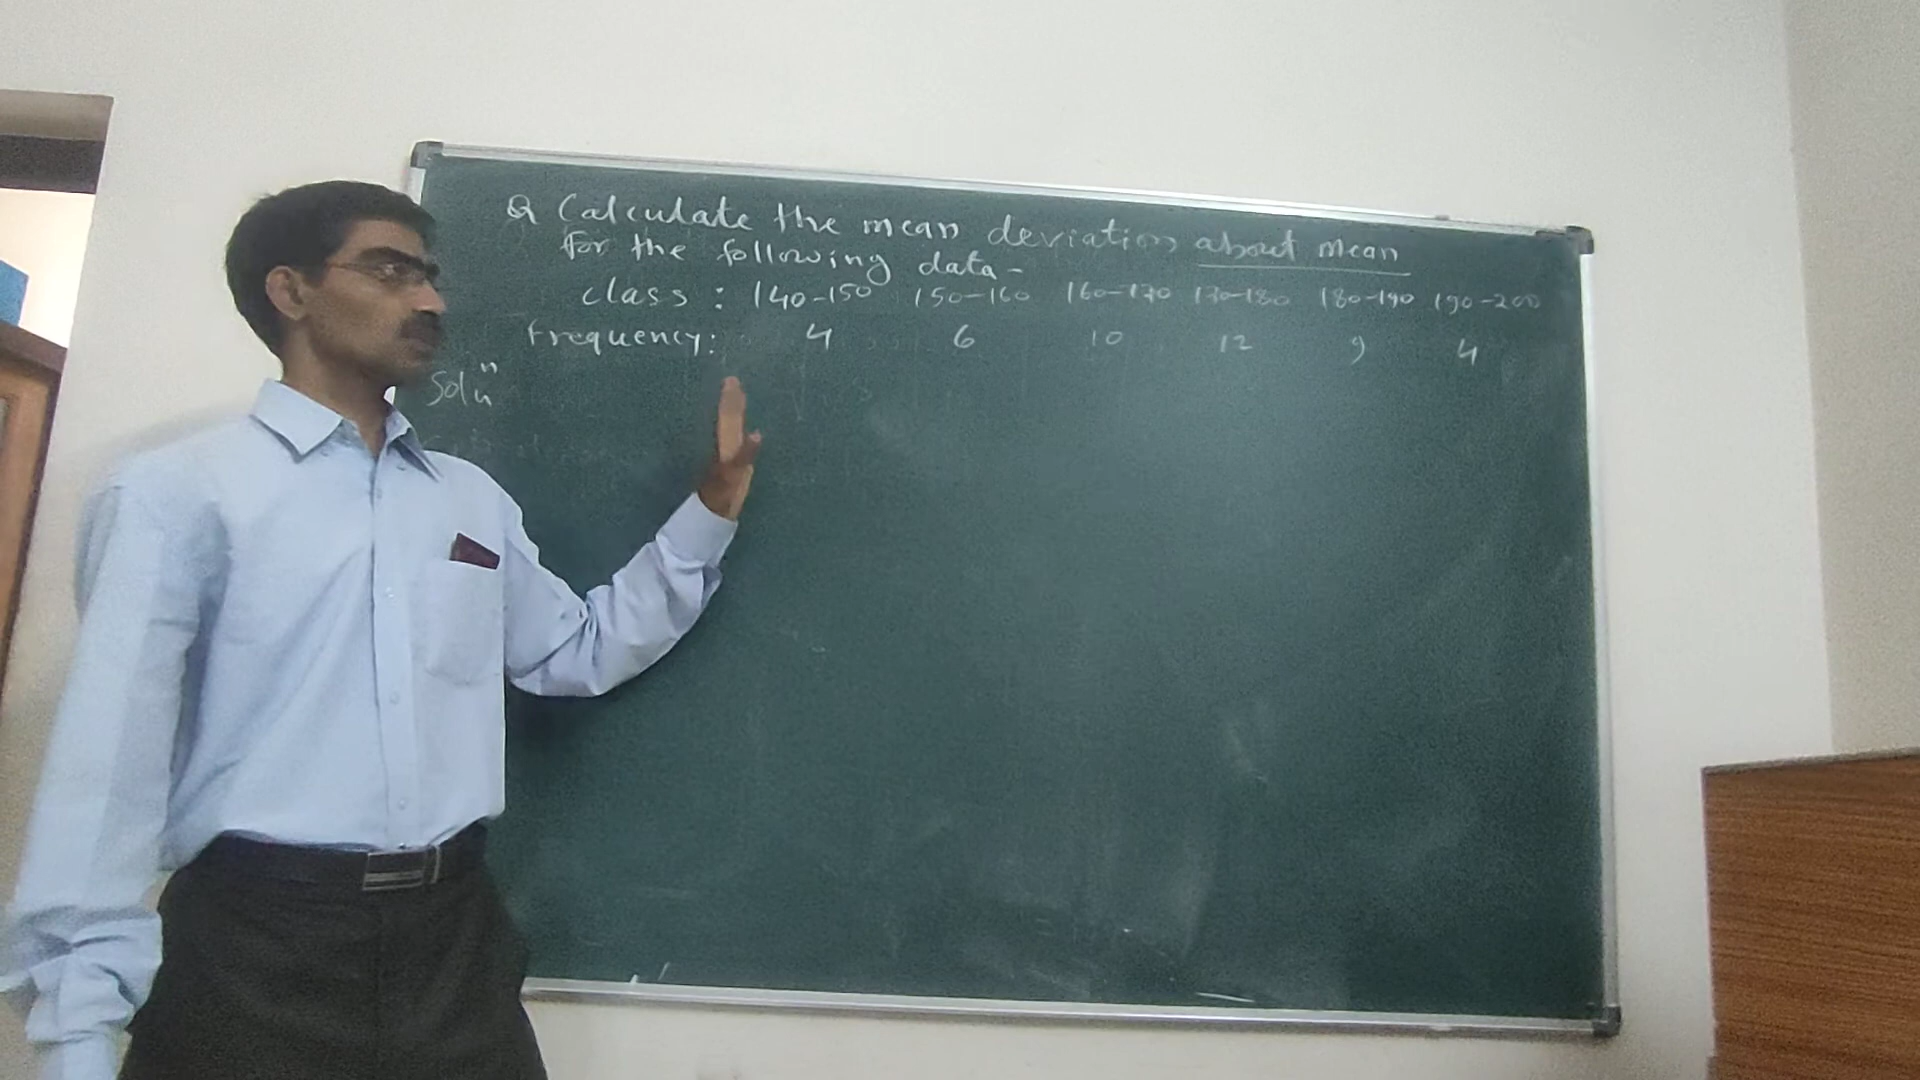 Q Calculate the mean deviation about mean
for the following data-
class : 140-150 150-160 160-170 170-180 180-190 190-200
Frequency: 4 6 10 12 9 4
Solⁿ